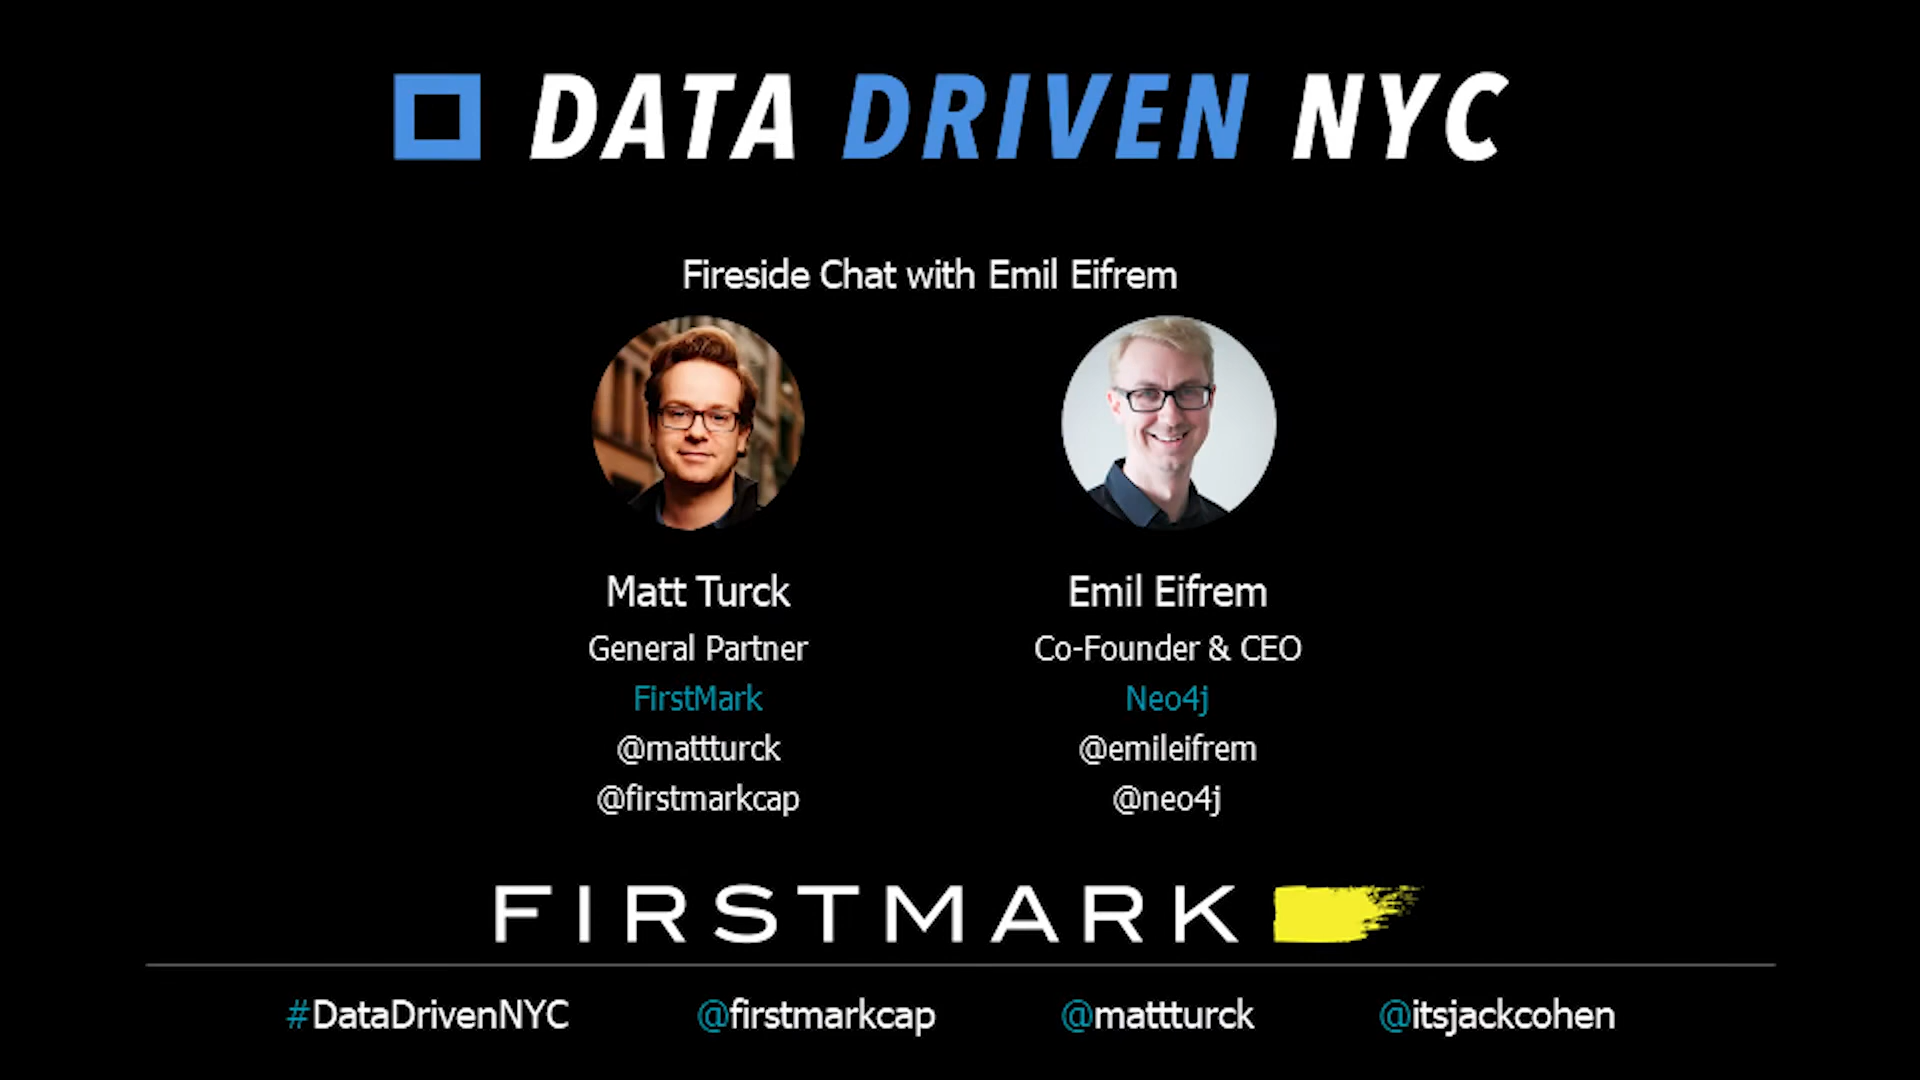 DATA DRIVEN NYC
Fireside Chat with Emil Eifrem
Matt Turck
General Partner
FirstMark
@mattturck
@firstmarkcap
Emil Eifrem
Co-Founder & CEO
Neo4j
@emileifrem
@neo4j
FIRSTMARK
#DataDrivenNYC @firstmarkcap @mattturck @itsjackcohen